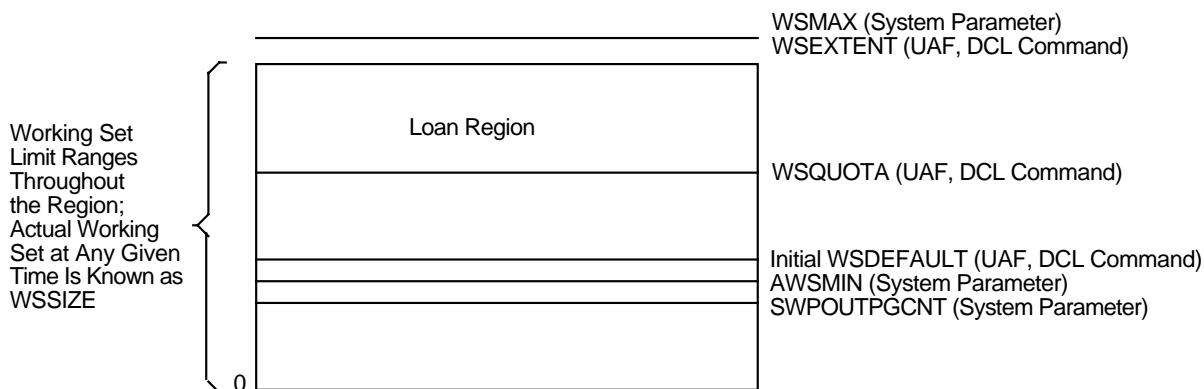 WSMAX (System Parameter)
WSEXTENT (UAF, DCL Command)
Working Set
Limit Ranges
Throughout
the Region;
Actual Working
Set at Any Given
Time Is Known as
WSSIZE
Loan Region
WSQUOTA (UAF, DCL Command)
Initial WSDEFAULT (UAF, DCL Command)
AWSMIN (System Parameter)
SWPOUTPGCNT (System Parameter)
0